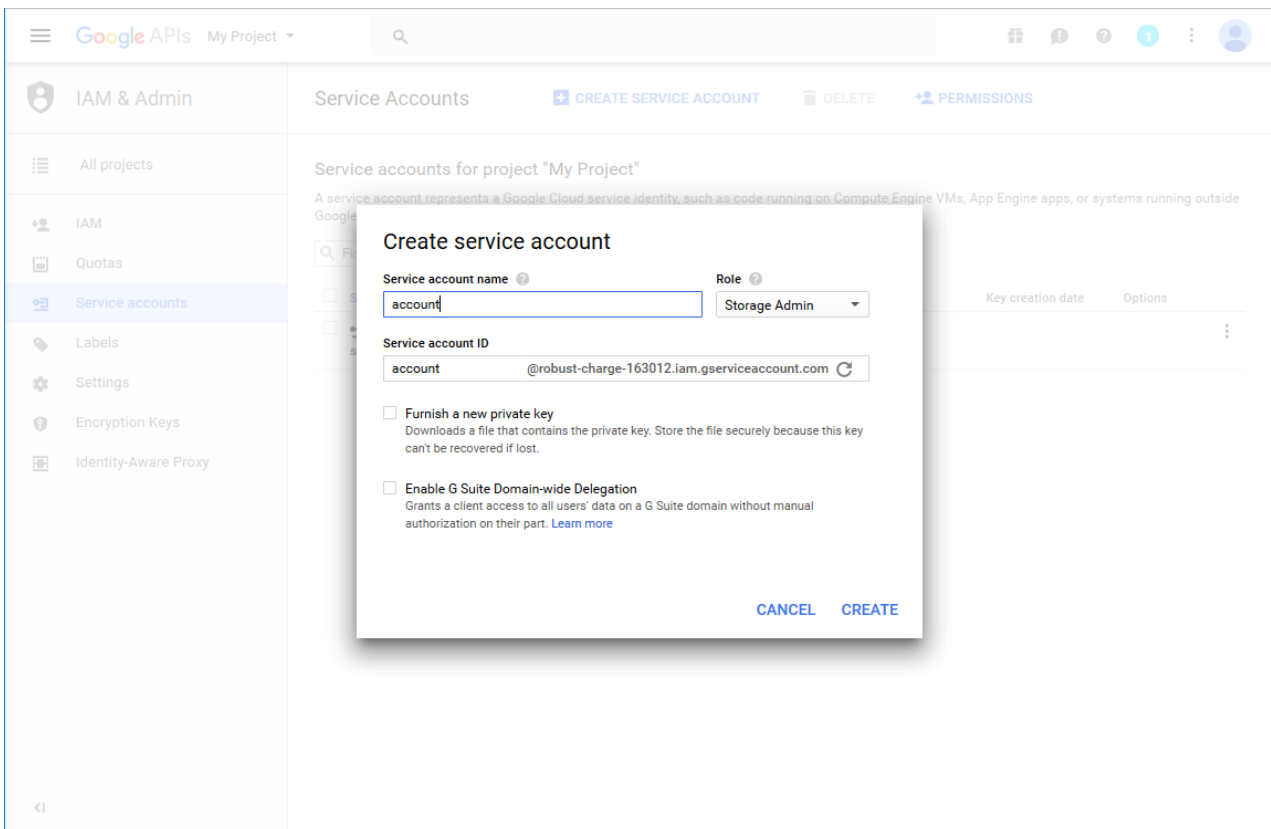 Google APIs My Project
1
IAM & Admin
Service Accounts
CREATE SERVICE ACCOUNT
DELETE
PERMISSIONS
All projects
IAM
Quotas
Service accounts
Labels
Settings
Encryption Keys
Identity-Aware Proxy
Service accounts for project "My Project"
A service account represents a Google Cloud service identity, such as code running on Compute Engine VMs, App Engine apps, or systems running outside
Google
Key creation date
Options
Create service account
Service account name
Role
account
Storage Admin
Service account ID
account @robust-charge-163012.iam.gserviceaccount.com
Furnish a new private key
Downloads a file that contains the private key. Store the file securely because this key
can't be recovered if lost.
Enable G Suite Domain-wide Delegation
Grants a client access to all users' data on a G Suite domain without manual
authorization on their part. Learn more
CANCEL
CREATE